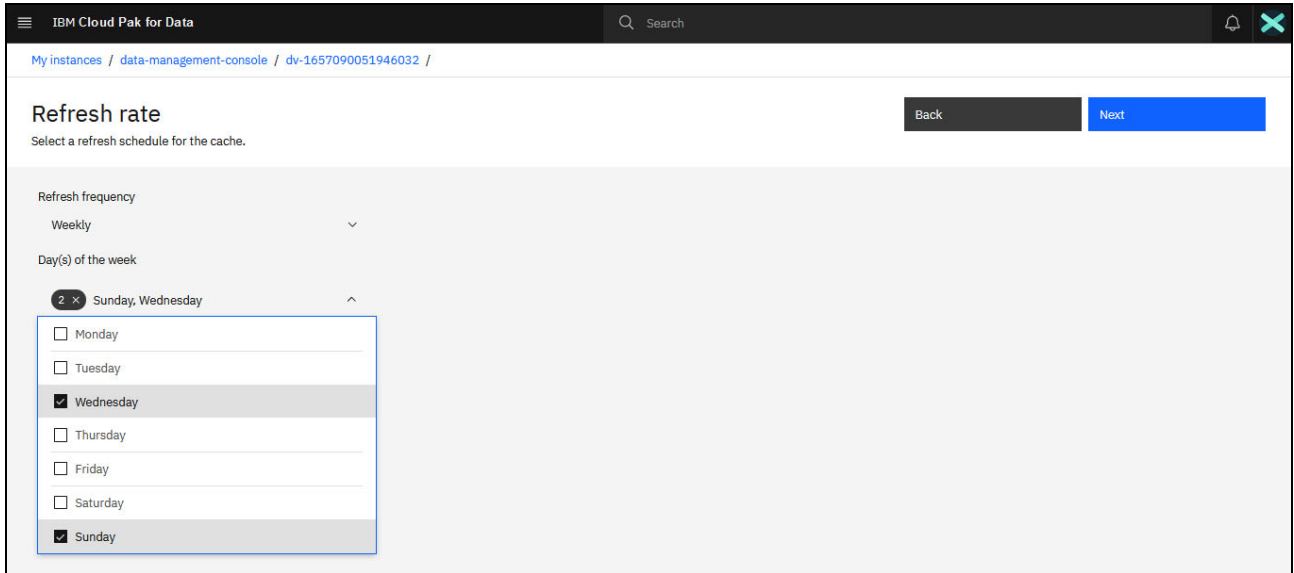 IBM Cloud Pak for Data
Search
My instances / data-management-console / dv-1657090051946032 /
Refresh rate
Back
Next
Select a refresh schedule for the cache.
Refresh frequency
Weekly
Day(s) of the week
2 × Sunday, Wednesday
Monday
Tuesday
Wednesday
Thursday
Friday
Saturday
Sunday